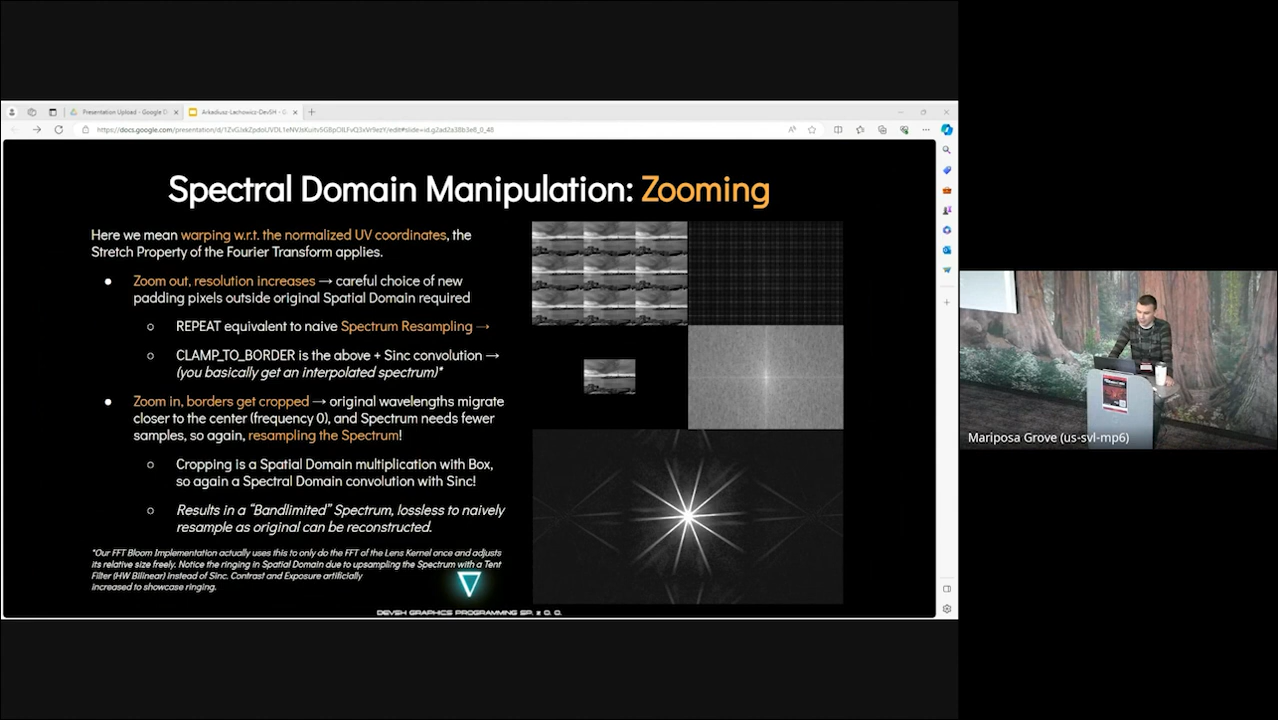 Presentation Upload - Google D
Arkadiusz-Lachowicz-DevSH - G
Spectral Domain Manipulation: Zooming
Here we mean warping w.r.t. the normalized UV coordinates, the
Stretch Property of the Fourier Transform applies.
● Zoom out, resolution increases → careful choice of new
padding pixels outside original Spatial Domain required
○ REPEAT equivalent to naive Spectrum Resampling →
○ CLAMP_TO_BORDER is the above + Sinc convolution →
(you basically get an interpolated spectrum)*
● Zoom in, borders get cropped → original wavelengths migrate
closer to the center (frequency 0), and Spectrum needs fewer
samples, so again, resampling the Spectrum!
○ Cropping is a Spatial Domain multiplication with Box,
so again a Spectral Domain convolution with Sinc!
○ Results in a “Bandlimited” Spectrum, lossless to naively
resample as original can be reconstructed.
*Our FFT Bloom Implementation actually uses this to only do the FFT of the Lens Kernel once and adjusts
its relative size freely. Notice the ringing in Spatial Domain due to upsampling the Spectrum with a Tent
Filter (HW Bilinear) instead of Sinc. Contrast and Exposure artificially
increased to showcase ringing.
DEVSH GRAPHICS PROGRAMMING SP. z O. O.
Mariposa Grove (us-svl-mp6)